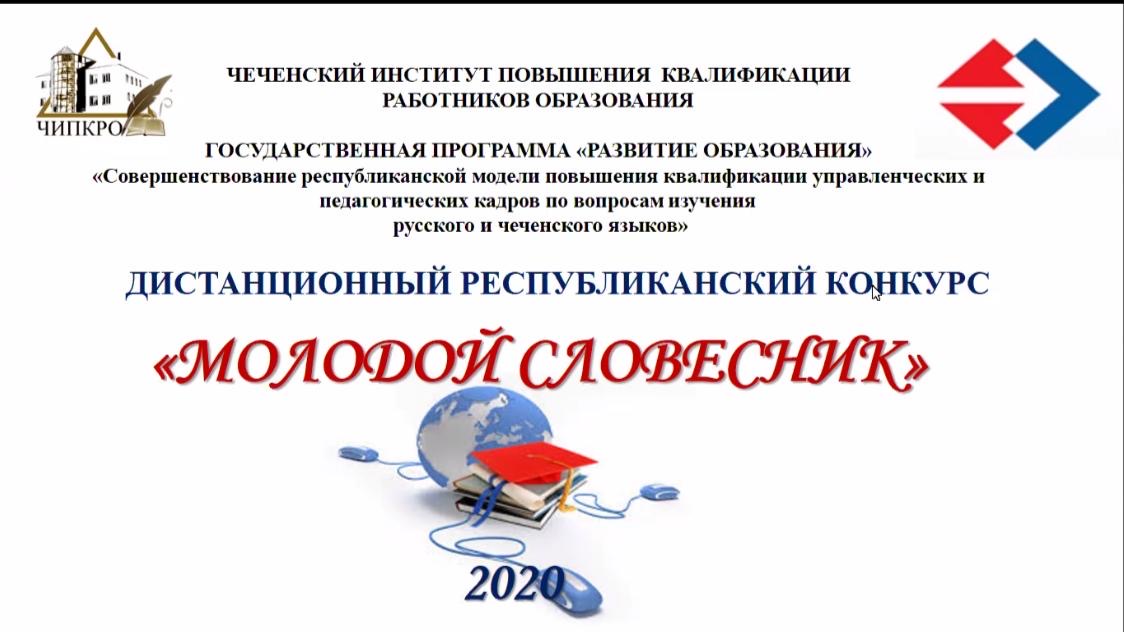 ЧИПКРО
ЧЕЧЕНСКИЙ ИНСТИТУТ ПОВЫШЕНИЯ КВАЛИФИКАЦИИ
РАБОТНИКОВ ОБРАЗОВАНИЯ
ГОСУДАРСТВЕННАЯ ПРОГРАММА «РАЗВИТИЕ ОБРАЗОВАНИЯ»
«Совершенствование республиканской модели повышения квалификации управленческих и
педагогических кадров по вопросам изучения
русского и чеченского языков»
ДИСТАНЦИОННЫЙ РЕСПУБЛИКАНСКИЙ КОНКУРС
«МОЛОДОЙ СЛОВЕСНИК»
2020